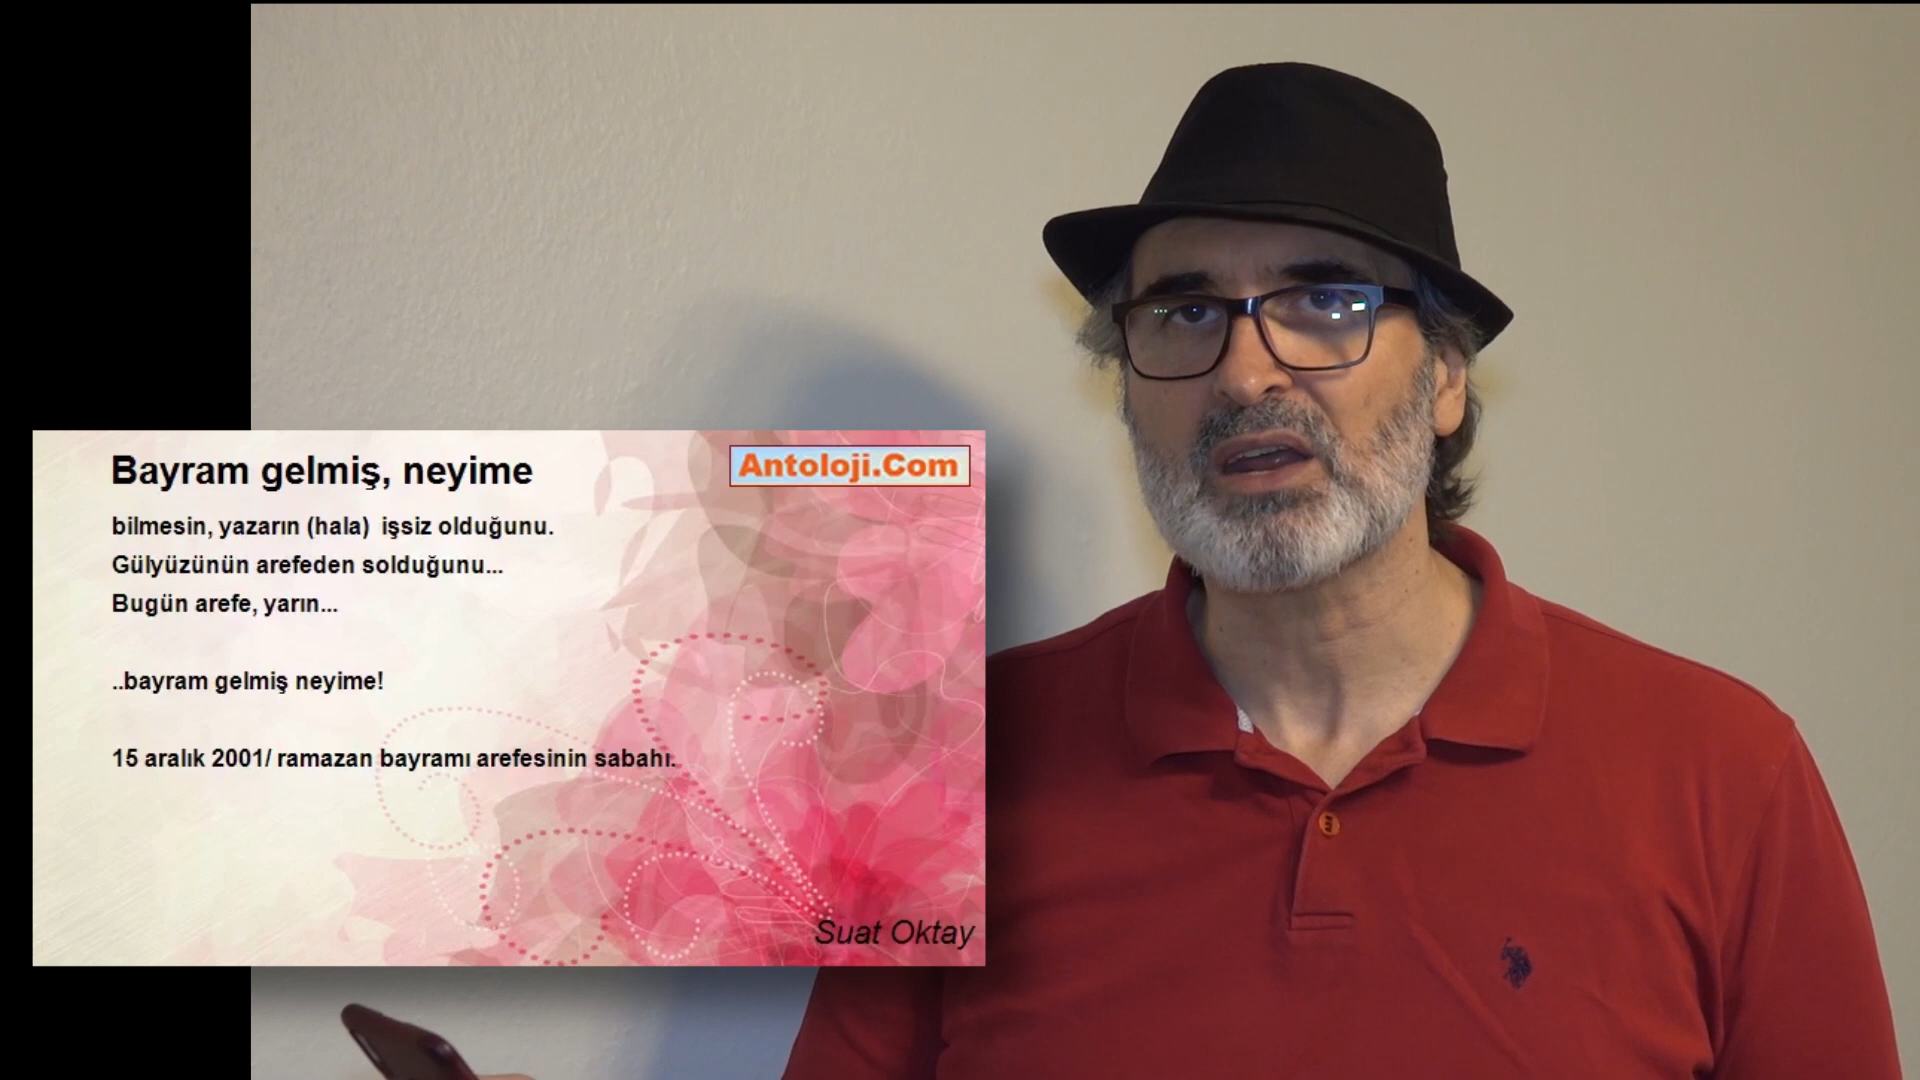 Bayram gelmiş, neyime
Antoloji.Com
bilmesin, yazarın (hala)  işsiz olduğunu.
Gülyüzünün arefeden solduğunu...
Bugün arefe, yarın...
..bayram gelmiş neyime!
15 aralık 2001/ ramazan bayramı arefesinin sabahı.
Suat Oktay